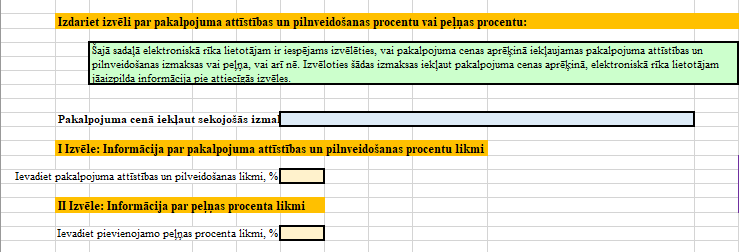 Izdariet izvēli par pakalpojuma attīstības un pilnveidošanas procentu vai peļņas procentu:
Šajā sadaļā elektroniskā rīka lietotājam ir iespējams izvēlēties, vai pakalpojuma cenas aprēķinā iekļaujamas pakalpojuma attīstības un
pilnveidošanas izmaksas vai peļņa, vai arī nē. Izvēloties šādas izmaksas iekļaut pakalpojuma cenas aprēķinā, elektroniskā rīka lietotājam
jāaizpilda informācija pie attiecīgās izvēles.
Pakalpojuma cenā iekļaut sekojošās izmal
I Izvēle: Informācija par pakalpojuma attīstības un pilnveidošanas procentu likmi
Ievadiet pakalpojuma attīstības un pilveidošanas likmi, %
II Izvēle: Informācija par peļņas procenta likmi
Ievadiet pievienojamo peļņas procenta likmi, %